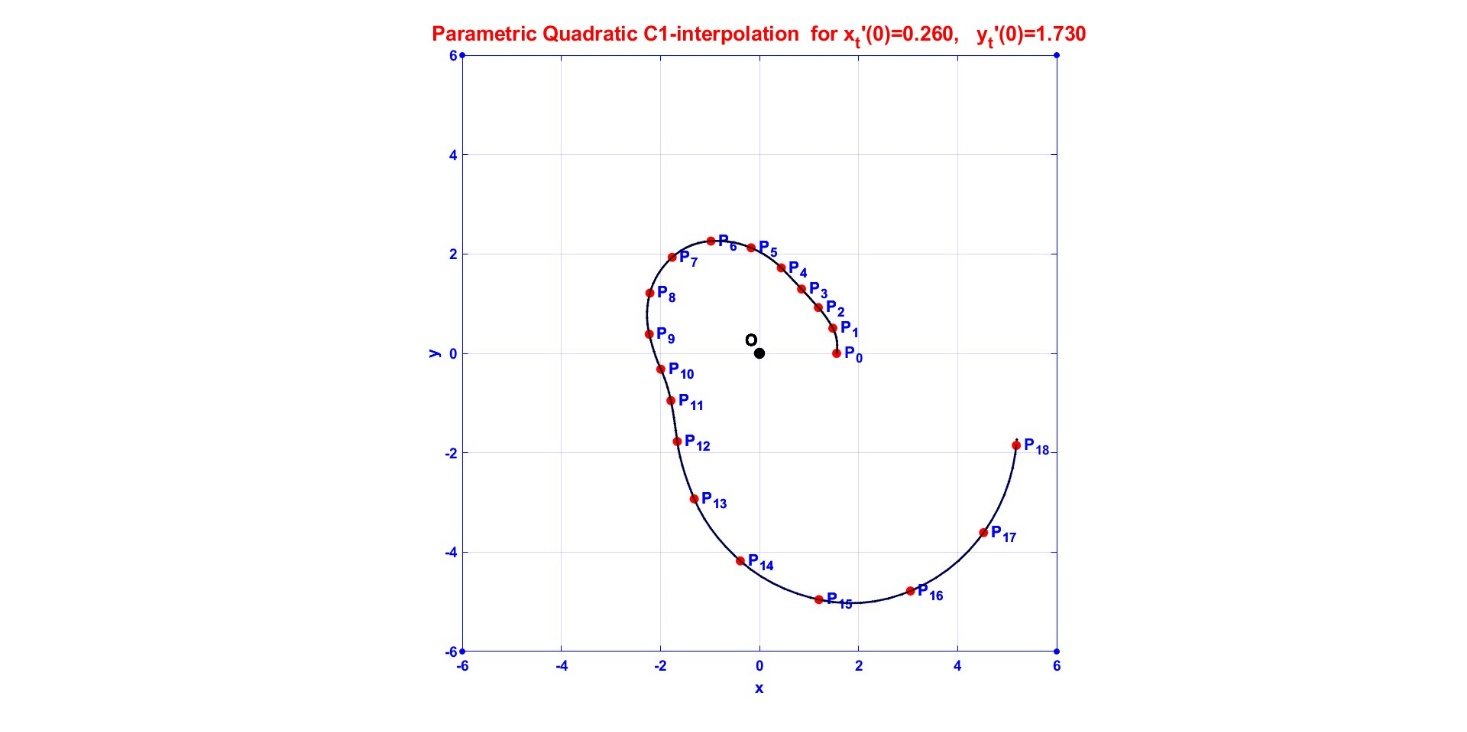 Parametric Quadratic C1-interpolation for xt'(0)=0.260, yt'(0)=1.730
6
4
2
0
-2
-4
-6
y
P0
P1
P2
P3
P4
P5
P6
P7
P8
P9
P10
P11
P12
P13
P14
P15
P16
P17
P18
O
-6 -4 -2 0 2 4 6
x